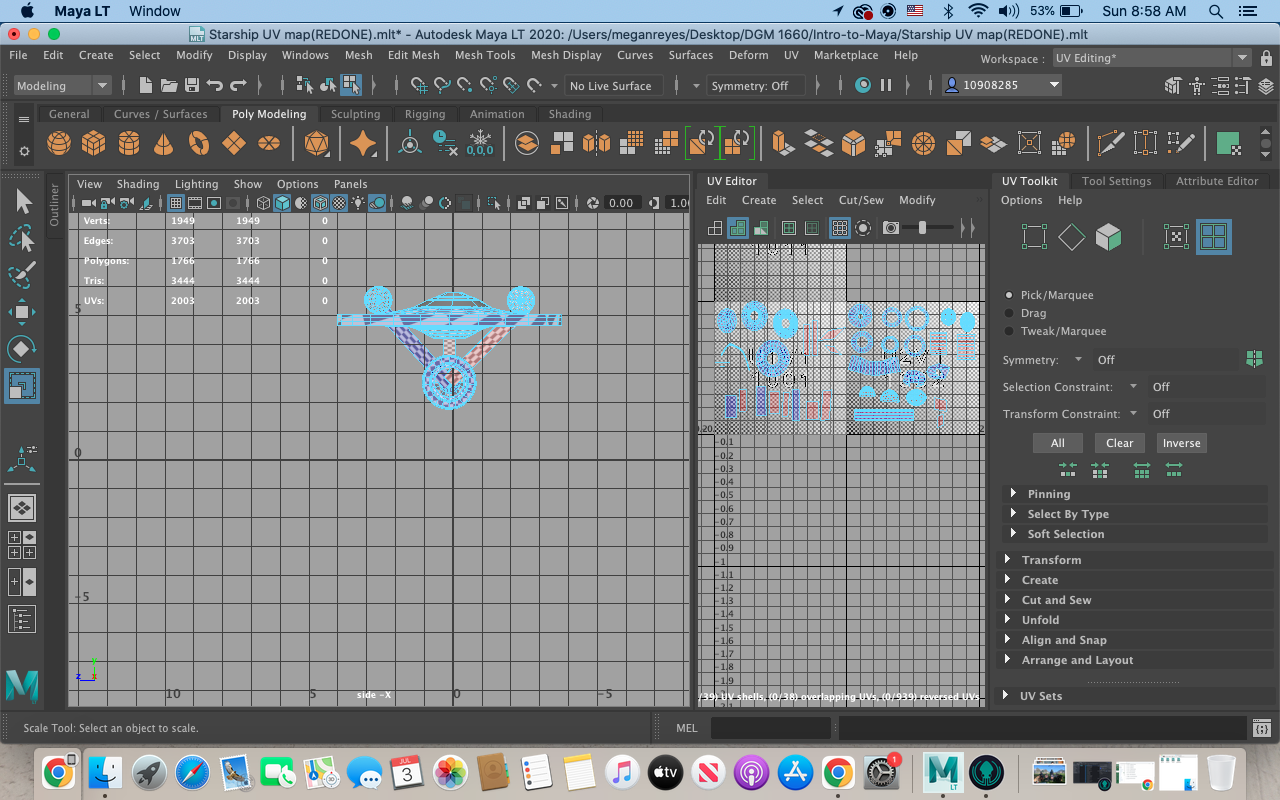 Maya LT Window 53% Sun 8:58 AM
Starship UV map(REDONE).mlt* - Autodesk Maya LT 2020: /Users/meganreyes/Desktop/DGM 1660/Intro-to-Maya/Starship UV map(REDONE).mlt
File Edit Create Select Modify Display Windows Mesh Edit Mesh Mesh Tools Mesh Display Curves Surfaces Deform UV Marketplace Help Workspace : UV Editing*
Modeling No Live Surface Symmetry: Off 10908285
General Curves / Surfaces Poly Modeling Sculpting Rigging Animation Shading
0,0,0
Outliner
View Shading Lighting Show Options Panels
0.00 1.0
Verts: 1949 1949 0
Edges: 3703 3703 0
Polygons: 1766 1766 0
Tris: 3444 3444 0
UVs: 2003 2003 0
5
0
-5
10 5 0 -5
side -X
z
UV Editor
Edit Create Select Cut/Sew Modify
2
-0.1
-0.2
-0.3
-0.4
-0.5
-0.6
-0.7
-0.8
-0.9
-1
-1.1
-1.2
-1.3
-1.4
-1.5
-1.6
-1.7
-1.8
-1.9
/39) UV shells, (0/38) overlapping UVs, (0/939) reversed UVs
UV Toolkit Tool Settings Attribute Editor
Options Help
Pick/Marquee
Drag
Tweak/Marquee
Symmetry: Off
Selection Constraint: Off
Transform Constraint: Off
All Clear Inverse
Pinning
Select By Type
Soft Selection
Transform
Create
Cut and Sew
Unfold
Align and Snap
Arrange and Layout
UV Sets
Scale Tool: Select an object to scale. MEL
JUL
3
tv
1
M
LT